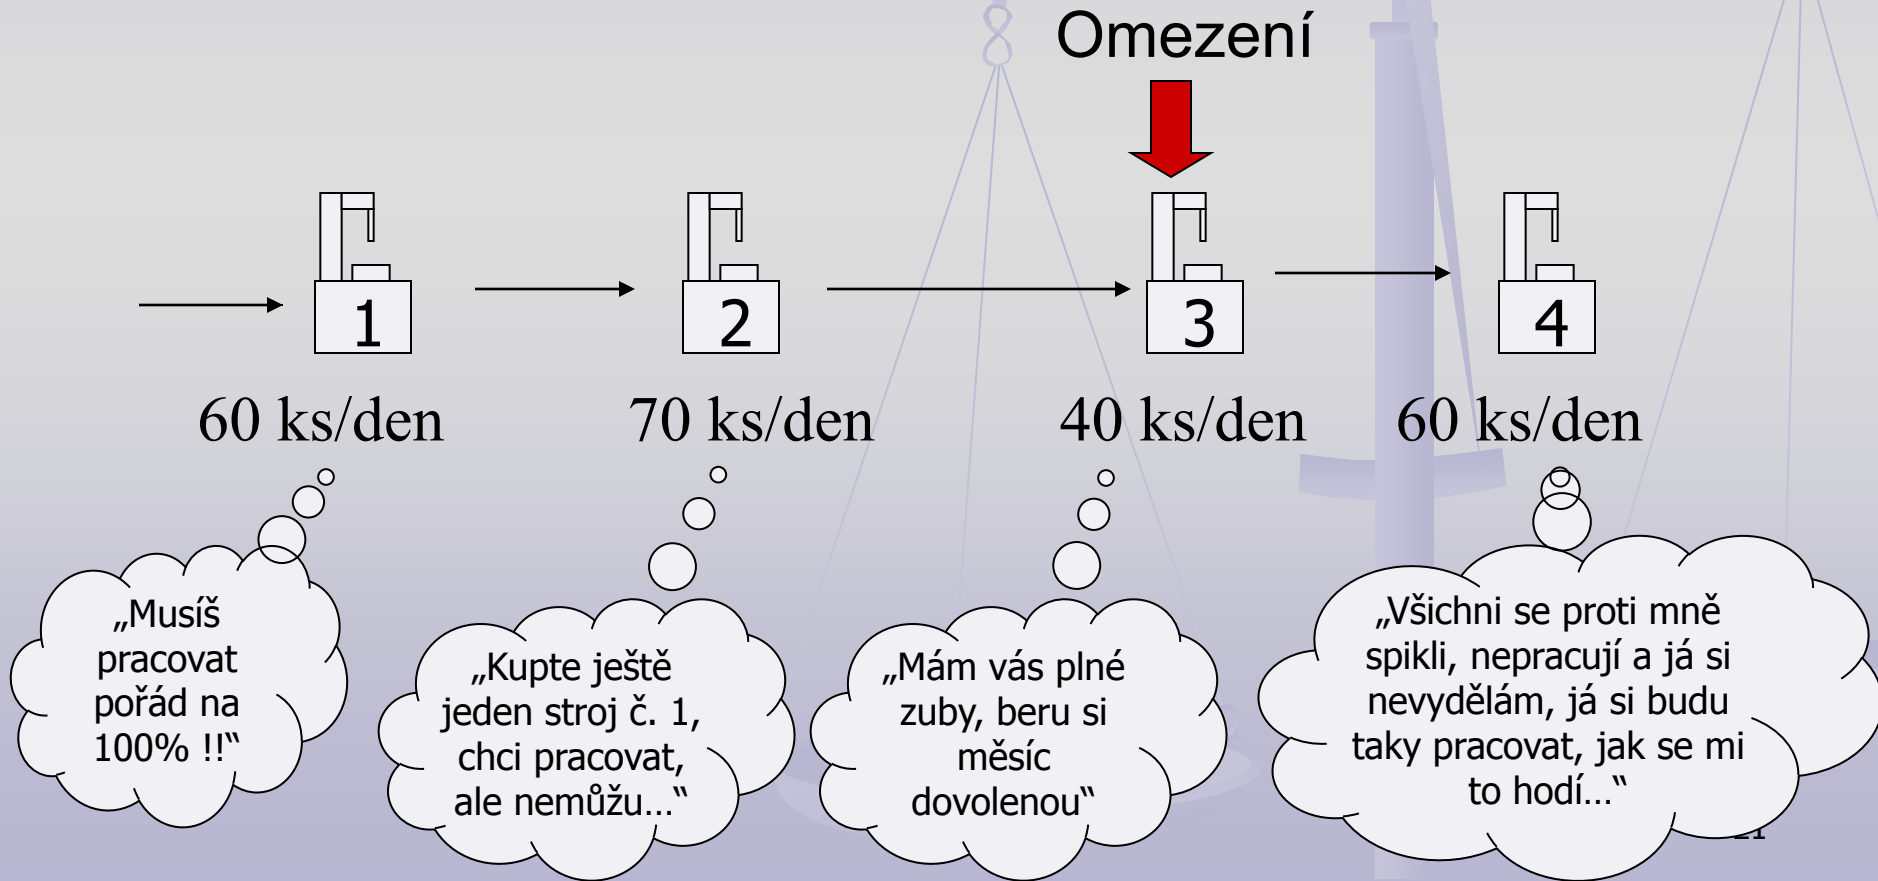 Omezení
1
2
3
4
60 ks/den
70 ks/den
40 ks/den
60 ks/den
„Musíš
pracovat
pořád na
100% !!“
„Kupte ještě
jeden stroj č. 1,
chci pracovat,
ale nemůžu…“
„Mám vás plné
zuby, beru si
měsíc
dovolenou“
„Všichni se proti mně
spikli, nepracují a já si
nevydělám, já si budu
taky pracovat, jak se mi
to hodí…“
21